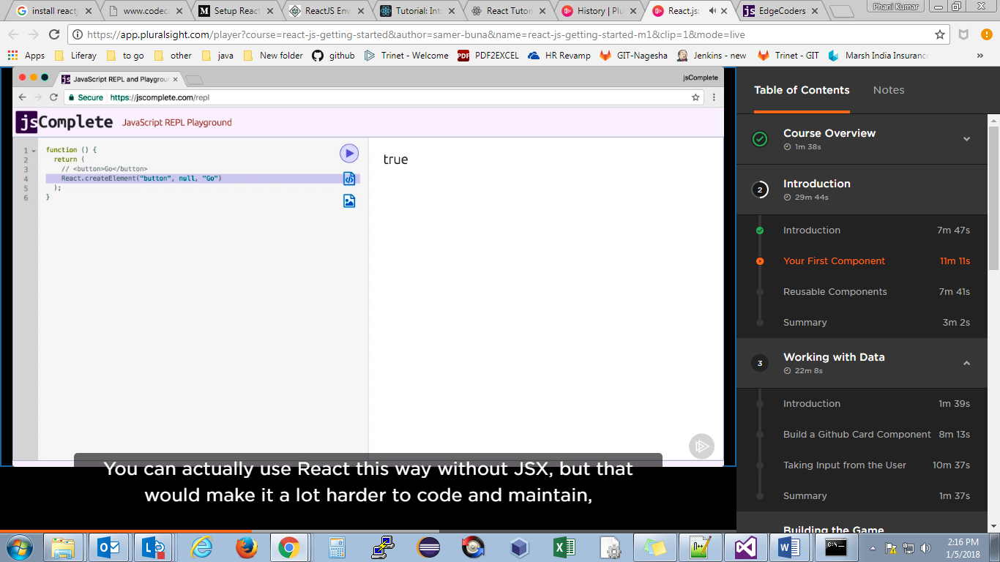 install reactj
www.codeca
Setup React
ReactJS Env
Tutorial: Int
React Tutori
History | Plu
React.js:
EdgeCoders
Phani Kumar
https://app.pluralsight.com/player?course=react-js-getting-started&author=samer-buna&name=react-js-getting-started-m1&clip=1&mode=live
Apps Liferay to go other java New folder github Trinet - Welcome PDF PDF2EXCEL HR Revamp GIT-Nagesha Jenkins - new Trinet - GIT Marsh India Insuranc »
JavaScript REPL and Playgroun
jsComplete
Secure https://jscomplete.com/repl
jsComplete JavaScript REPL Playground
1 function () {
2 return (
3 // <button>Go</button>
4 React.createElement("button", null, "Go")
5 );
6 }
true
You can actually use React this way without JSX, but that
would make it a lot harder to code and maintain,
Table of Contents Notes
Course Overview
1m 38s
2 Introduction
29m 44s
Introduction 7m 47s
Your First Component 11m 11s
Reusable Components 7m 41s
Summary 3m 2s
3 Working with Data
22m 8s
Introduction 1m 39s
Build a Github Card Component 8m 13s
Taking Input from the User 10m 37s
Summary 1m 37s
Building the Game
2:16 PM
1/5/2018